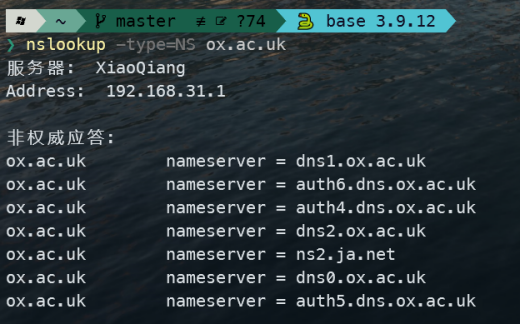 ~ master ≢ ?74 base 3.9.12
❯ nslookup -type=NS ox.ac.uk
服务器:  XiaoQiang
Address:  192.168.31.1
非权威应答:
ox.ac.uk        nameserver = dns1.ox.ac.uk
ox.ac.uk        nameserver = auth6.dns.ox.ac.uk
ox.ac.uk        nameserver = auth4.dns.ox.ac.uk
ox.ac.uk        nameserver = dns2.ox.ac.uk
ox.ac.uk        nameserver = ns2.ja.net
ox.ac.uk        nameserver = dns0.ox.ac.uk
ox.ac.uk        nameserver = auth5.dns.ox.ac.uk